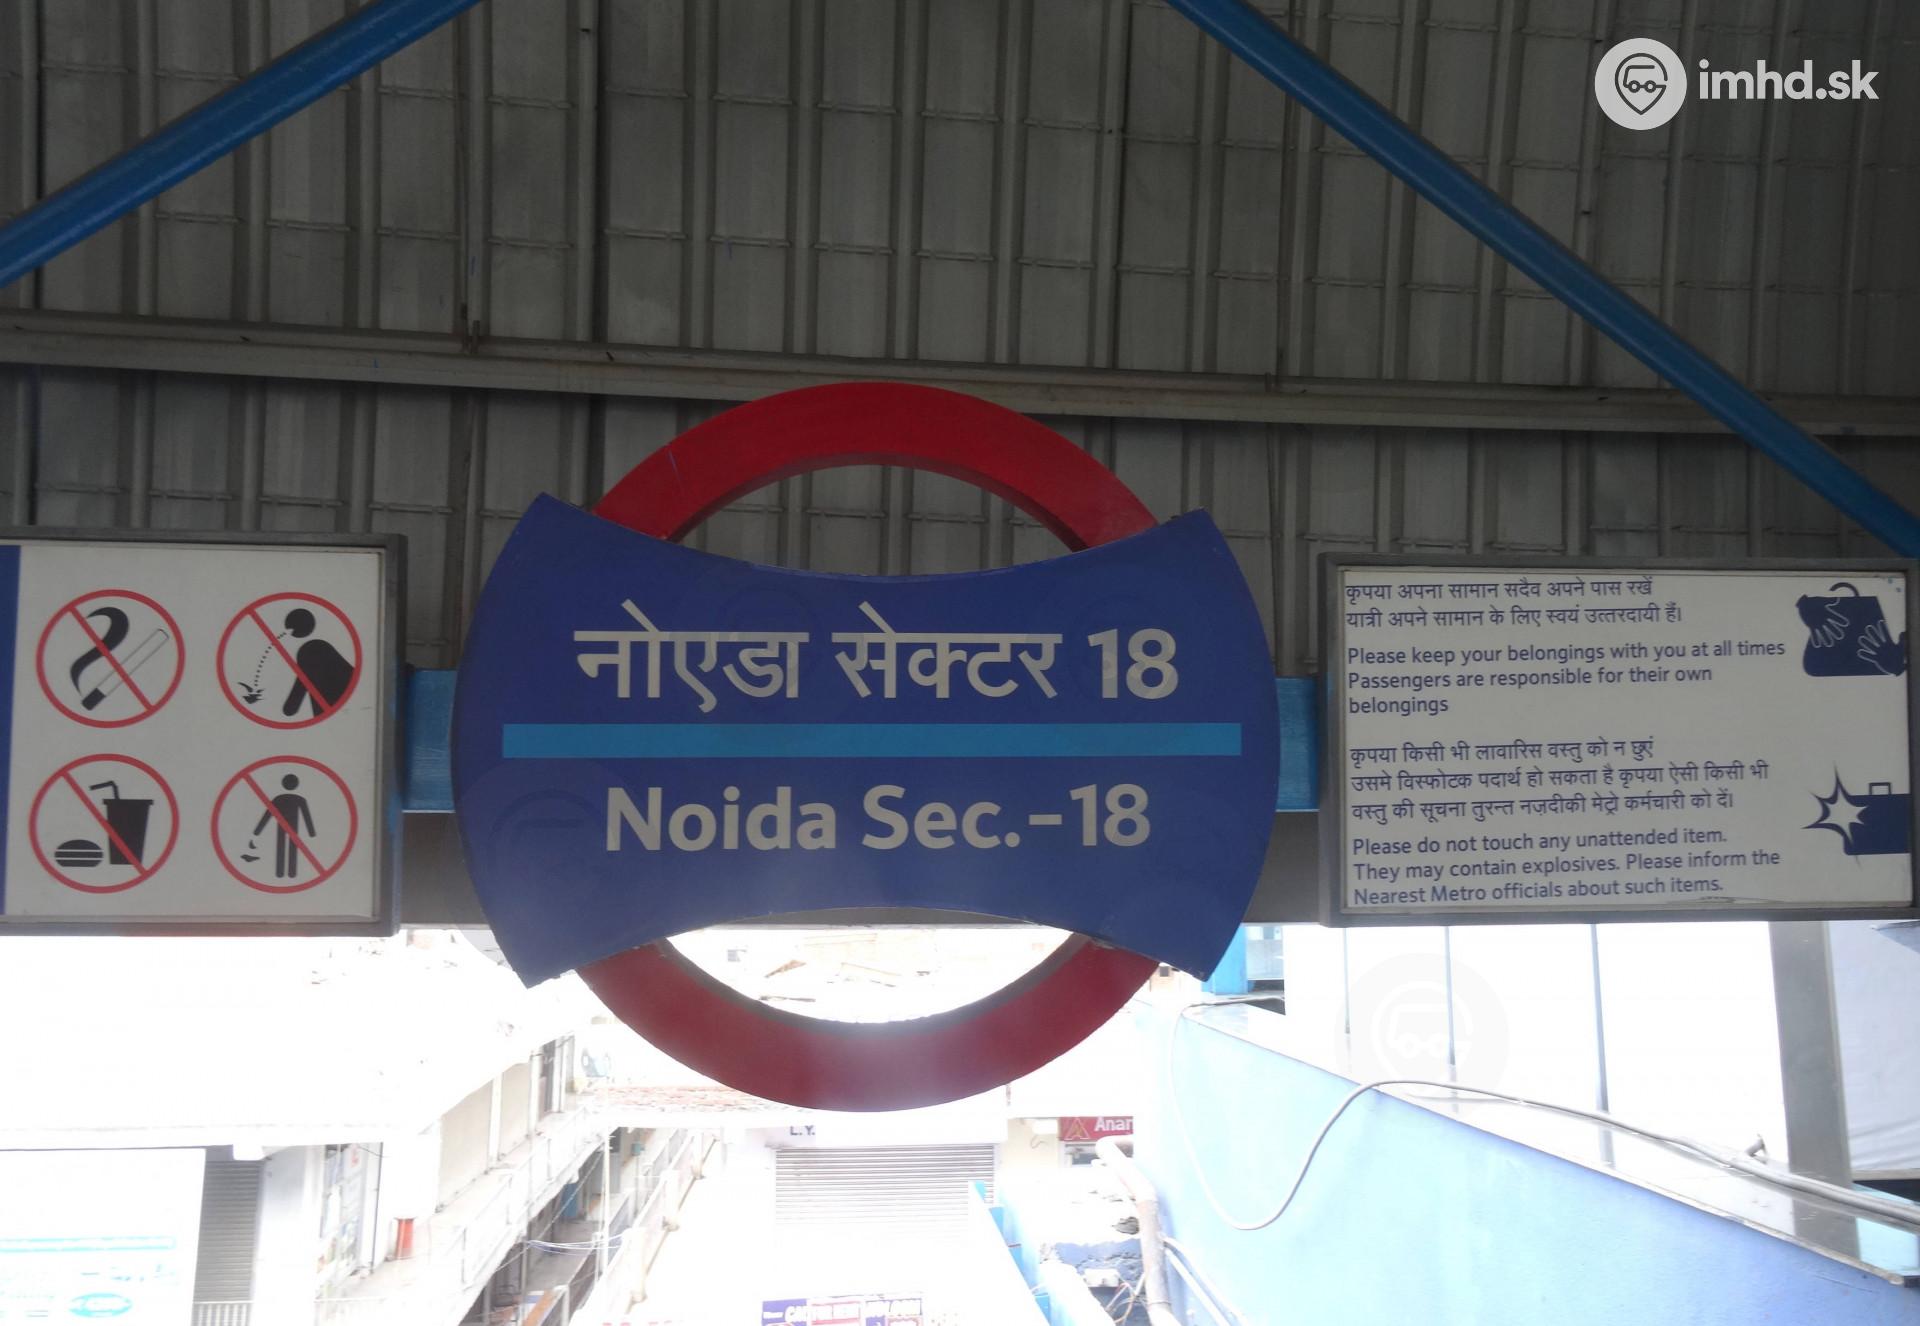 imhd.sk
नोएडा सेक्टर 18
Noida Sec.-18
कृपया अपना सामान सदैव अपने पास रखें
यात्री अपने सामान के लिए स्वयं उत्तरदायी हैं।
Please keep your belongings with you at all times
Passengers are responsible for their own
belongings
कृपया किसी भी लावारिस वस्तु को न छुएं
उसमे विस्फोटक पदार्थ हो सकता है कृपया ऐसी किसी भी
वस्तु की सूचना तुरन्त नज़दीकी मेट्रो कर्मचारी को दें।
Please do not touch any unattended item.
They may contain explosives. Please inform the
Nearest Metro officials about such items.
L.Y.